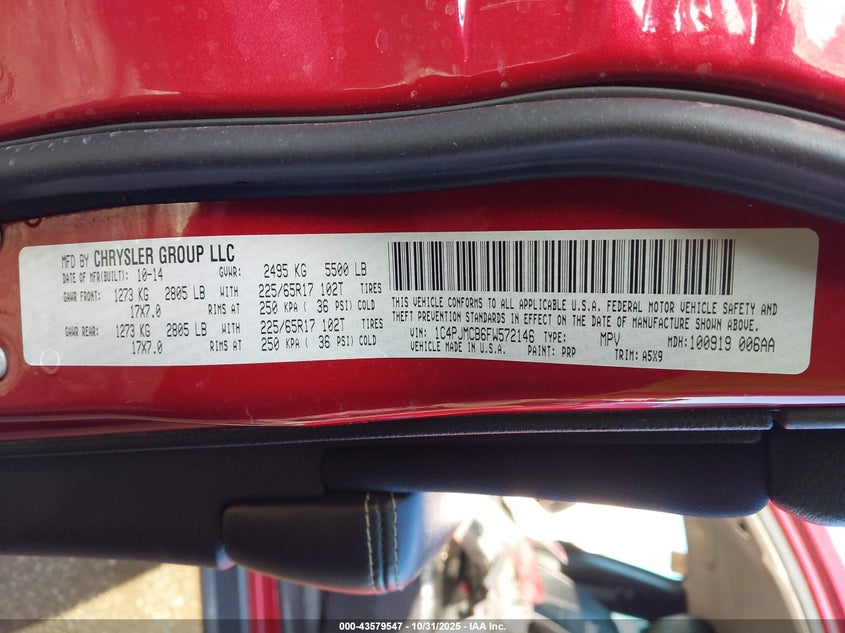 MFD BY CHRYSLER GROUP LLC
DATE OF MFR(BUILT): 10-14 GVWR: 2495 KG 5500 LB
GAWR FRONT: 1273 KG 2805 LB WITH 225/65R17 102T TIRES
17X7.0 RIMS AT 250 KPA ( 36 PSI) COLD
GAWR REAR: 1273 KG 2805 LB WITH 225/65R17 102T TIRES
17X7.0 RIMS AT 250 KPA ( 36 PSI) COLD
THIS VEHICLE CONFORMS TO ALL APPLICABLE U.S.A. FEDERAL MOTOR VEHICLE SAFETY AND
THEFT PREVENTION STANDARDS IN EFFECT ON THE DATE OF MANUFACTURE SHOWN ABOVE.
VIN: 1C4PJMCB6FW572146 TYPE: MPV MDH: 100919 006AA
VEHICLE MADE IN U.S.A. PAINT: PRP TRIM: A5X9
000-43579547 - 10/31/2025 - IAA Inc.